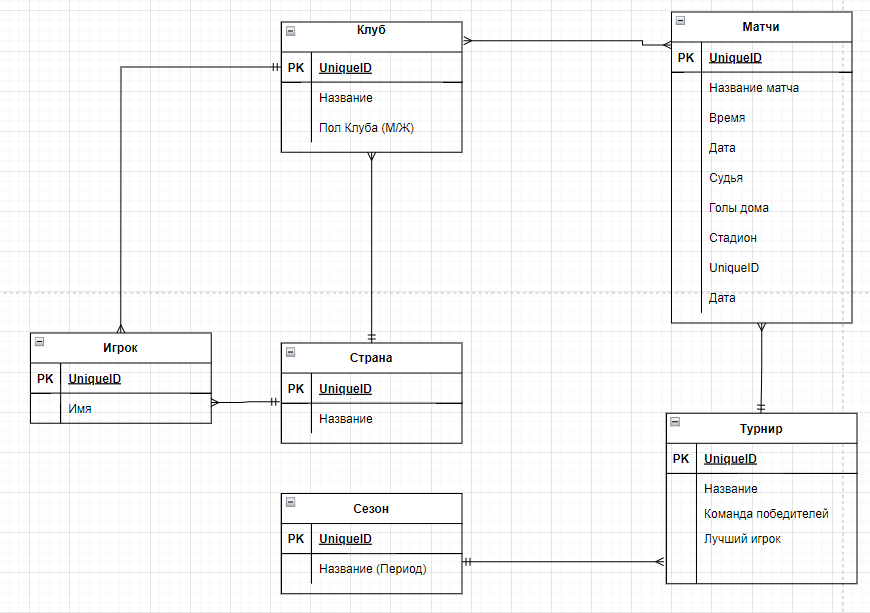 Клуб
PK UniqueID
Название
Пол Клуба (М/Ж)
Матчи
PK UniqueID
Название матча
Время
Дата
Судья
Голы дома
Стадион
UniqueID
Дата
Игрок
PK UniqueID
Имя
Страна
PK UniqueID
Название
Турнир
PK UniqueID
Название
Команда победителей
Лучший игрок
Сезон
PK UniqueID
Название (Период)